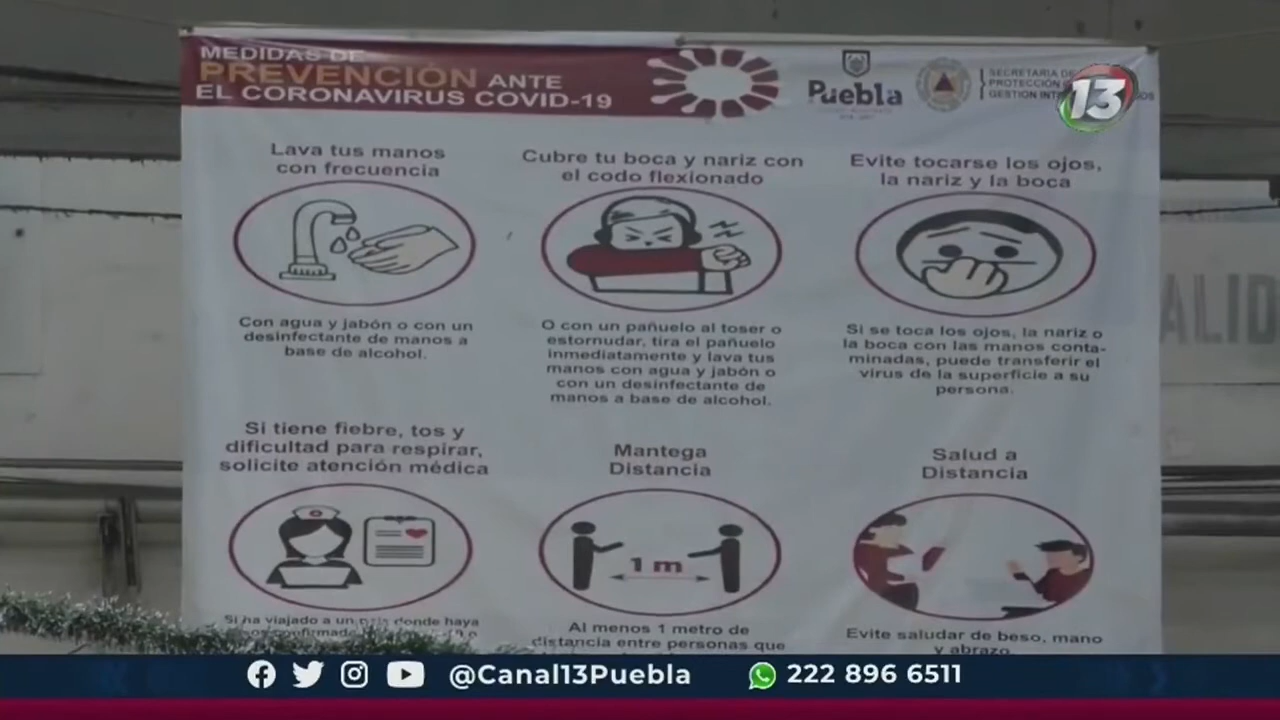 MEDIDAS DE
PREVENCIÓN ANTE
EL CORONAVIRUS COVID-19
Puebla
SECRETARIA DE
PROTECCIÓN
GESTION
13
Lava tus manos
con frecuencia
Cubre tu boca y nariz con
el codo flexionado
Evite tocarse los ojos,
la nariz y la boca
Con agua y jabón o con un
desinfectante de manos a
base de alcohol.
O con un pañuelo al toser o
estornudar, tira el pañuelo
inmediatamente y lava tus
manos con agua y jabón o
con un desinfectante de
manos a base de alcohol.
Si se toca los ojos, la nariz o
la boca con las manos conta-
minadas, puede transferir el
virus de la superficie a su
persona.
ALID
Si tiene fiebre, tos y
dificultad para respirar,
solicite atención médica
Mantega
Distancia
Salud a
Distancia
1 m
Si ha viajado a un país donde haya
Al menos 1 metro de
distancia entre personas que
Evite saludar de beso, mano
y abrazo
@Canal13Puebla
222 896 6511